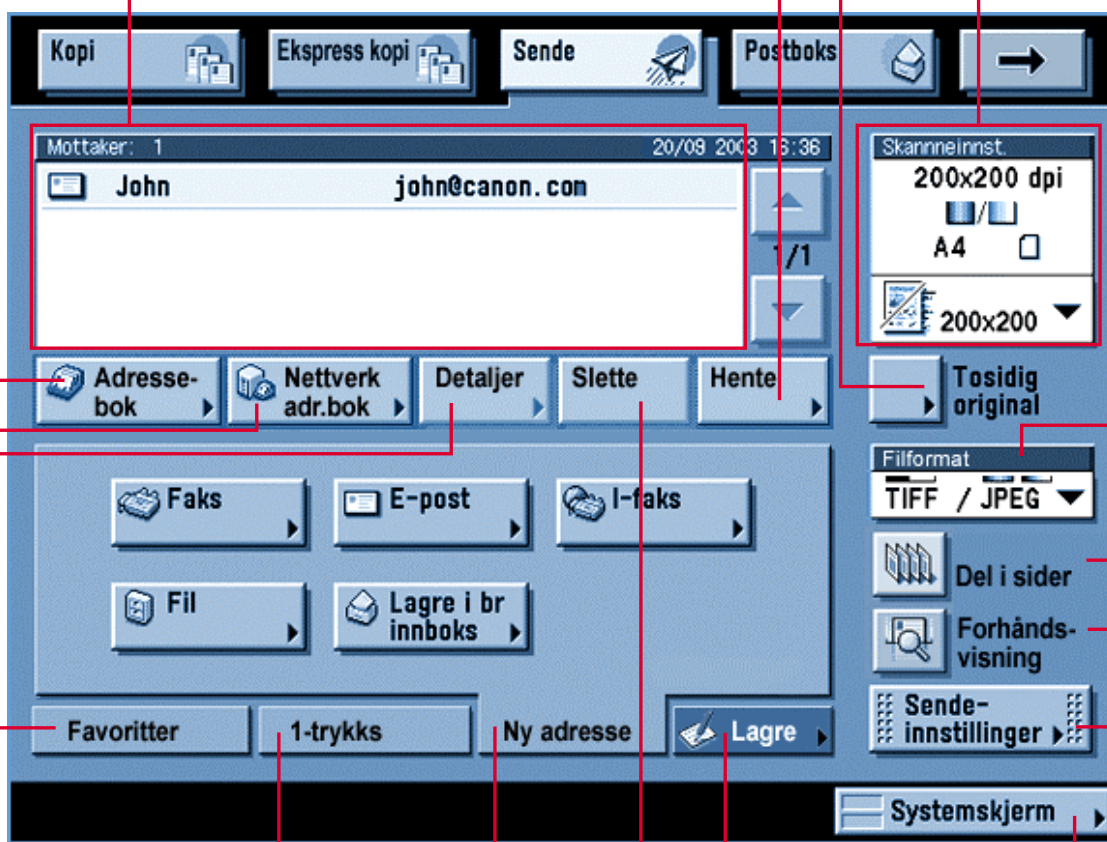 Kopi
Ekspress kopi
Sende
Postboks
Mottaker: 1 20/09 2003 16:36
John john@canon.com
1/1
Skannneinnst.
200x200 dpi
/
A4
200x200
Adresse-
bok
Nettverk
adr.bok
Detaljer
Slette
Hente
Tosidig
original
Faks
E-post
I-faks
Fil
Lagre i br
innboks
Filformat
TIFF / JPEG
Del i sider
Forhånds-
visning
Sende-
innstillinger
Favoritter
1-trykks
Ny adresse
Lagre
Systemskjerm